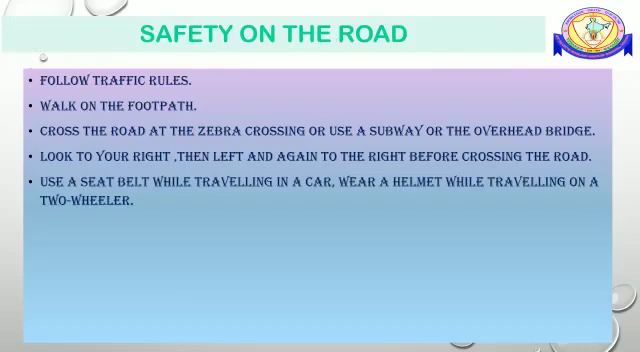 SAFETY ON THE ROAD
• FOLLOW TRAFFIC RULES.
• WALK ON THE FOOTPATH.
• CROSS THE ROAD AT THE ZEBRA CROSSING OR USE A SUBWAY OR THE OVERHEAD BRIDGE.
• LOOK TO YOUR RIGHT ,THEN LEFT AND AGAIN TO THE RIGHT BEFORE CROSSING THE ROAD.
• USE A SEAT BELT WHILE TRAVELLING IN A CAR, WEAR A HELMET WHILE TRAVELLING ON A
TWO-WHEELER.